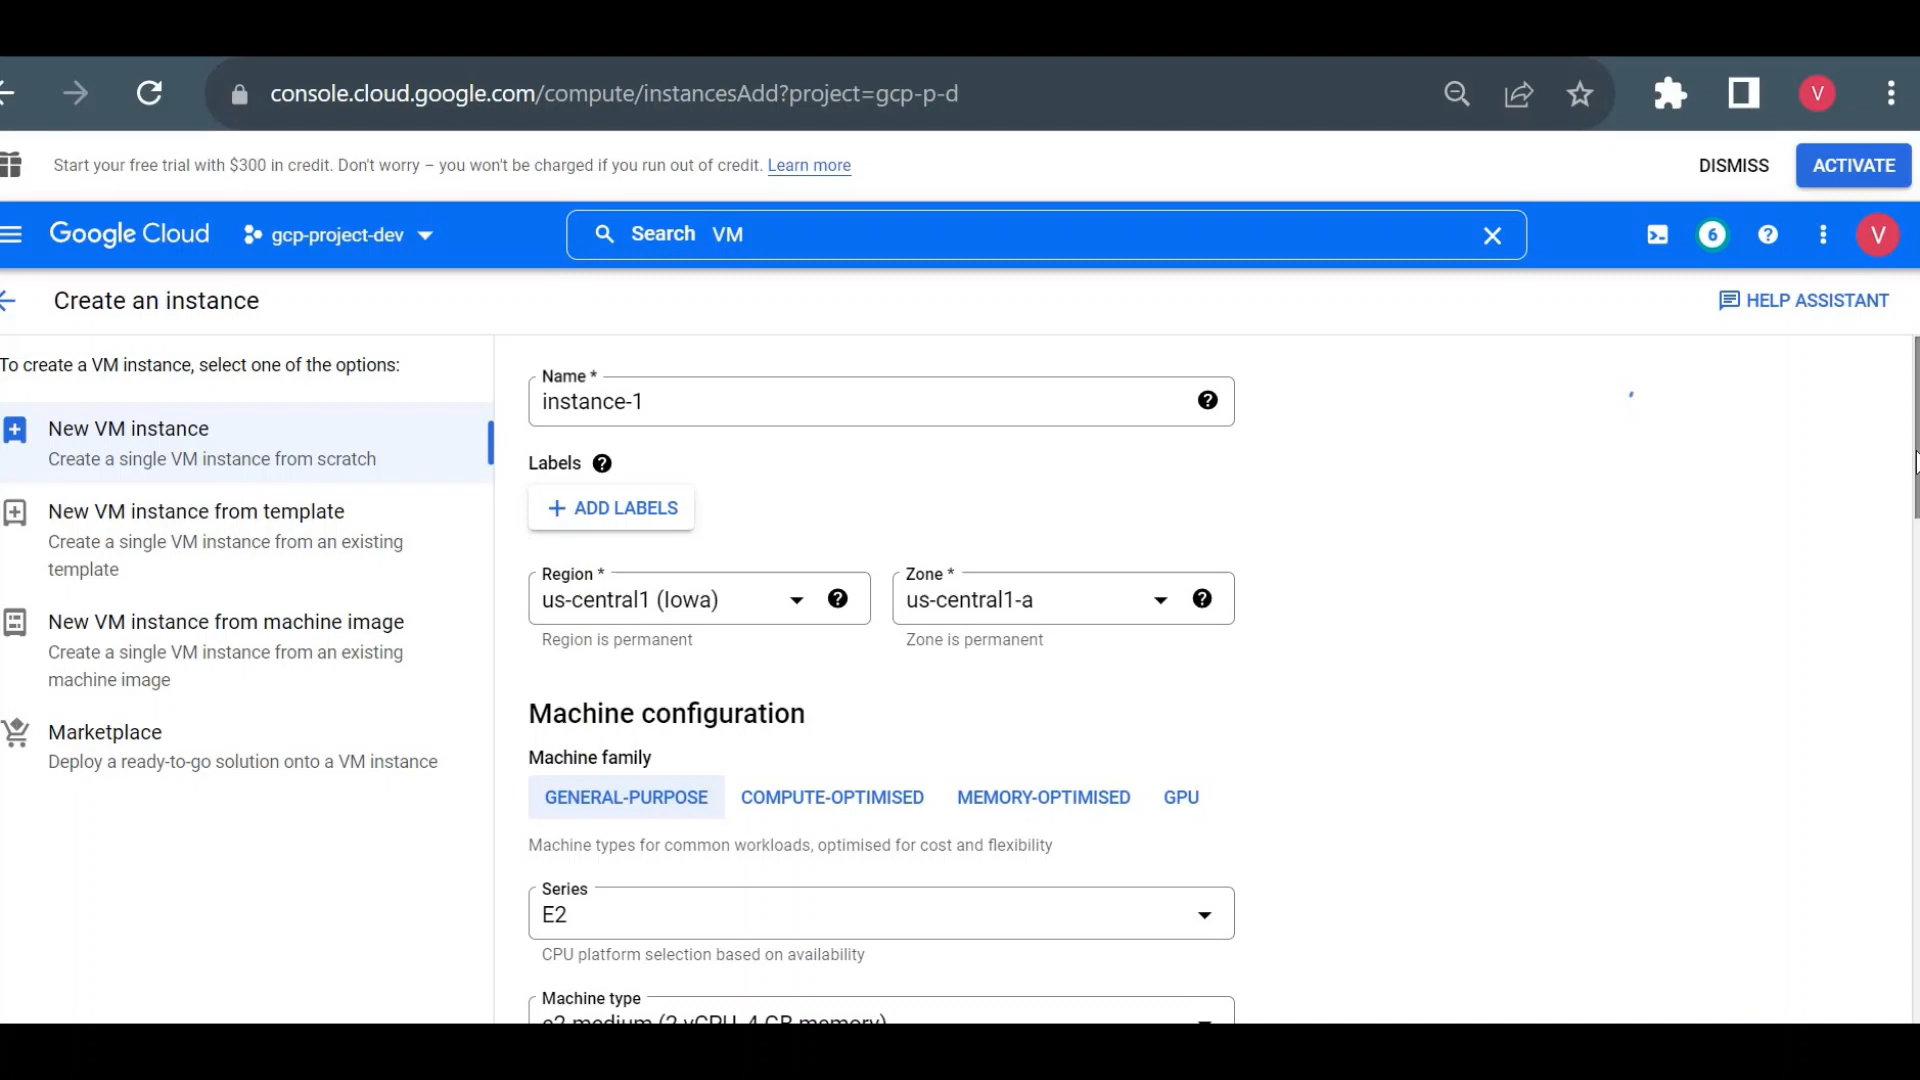 console.cloud.google.com/compute/instancesAdd?project=gcp-p-d
V
Start your free trial with $300 in credit. Don't worry – you won't be charged if you run out of credit. Learn more
DISMISS
ACTIVATE
Google Cloud
gcp-project-dev
Search VM
6
V
Create an instance
HELP ASSISTANT
To create a VM instance, select one of the options:
New VM instance
Create a single VM instance from scratch
New VM instance from template
Create a single VM instance from an existing
template
New VM instance from machine image
Create a single VM instance from an existing
machine image
Marketplace
Deploy a ready-to-go solution onto a VM instance
Name *
instance-1
Labels
ADD LABELS
Region *
us-central1 (Iowa)
Region is permanent
Zone *
us-central1-a
Zone is permanent
Machine configuration
Machine family
GENERAL-PURPOSE
COMPUTE-OPTIMISED
MEMORY-OPTIMISED
GPU
Machine types for common workloads, optimised for cost and flexibility
Series
E2
CPU platform selection based on availability
Machine type
e2-medium (2 vCPU, 4 GB memory)